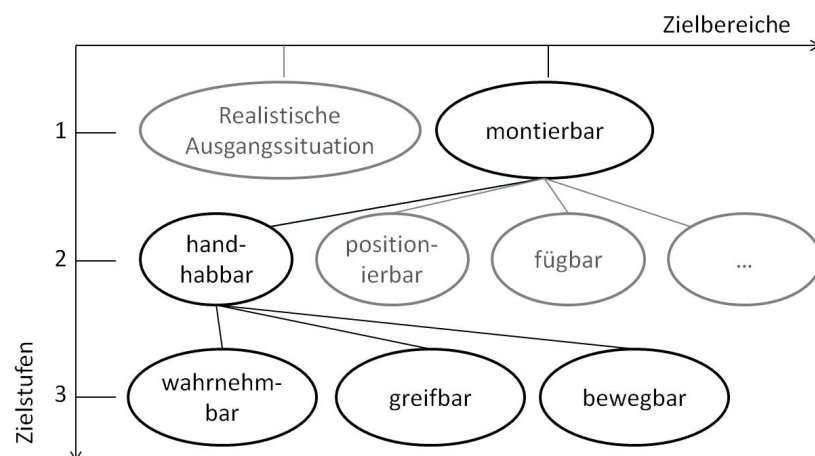 Zielbereiche
1
Realistische
Ausgangssituation
montierbar
2
hand-
habbar
position-
ierbar
fügbar
...
Zielstufen
3
wahrnehm-
bar
greifbar
bewegbar